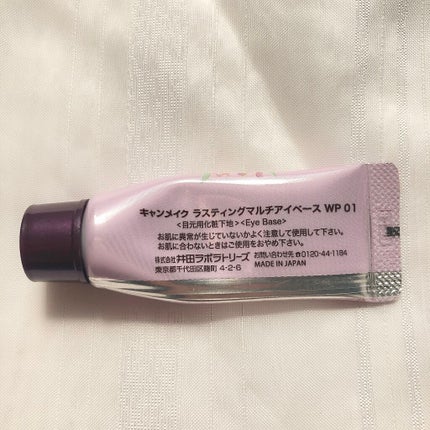 キャンメイク ラスティングマルチアイベース WP 01
<目元用化粧下地><Eye Base>
お肌に異常が生じていないかよく注意して使用して下さい。
お肌に合わないときはご使用をおやめ下さい。
株式会社 井田ラボラトリーズ お問い合わせ先☎0120-44-1184
東京都千代田区麹町 4-2-6 MADE IN JAPAN